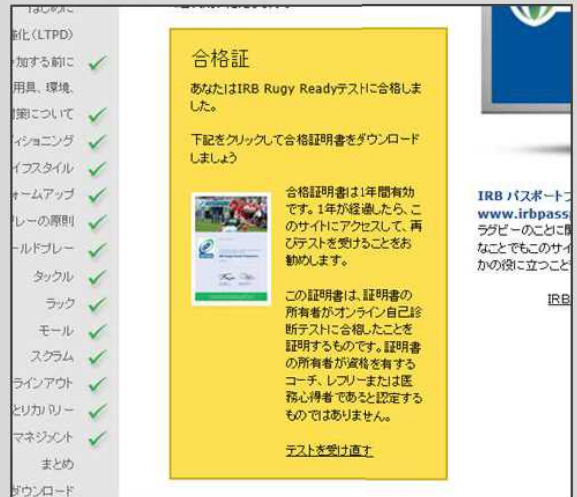 はじめに
化(LTPD)
加する前に
用具、環境、
策について
ィショニング
イフスタイル
ォームアップ
レーの原則
ールドプレー
タックル
ラック
モール
スクラム
ラインアウト
とリカバリー
マネジメント
まとめ
ダウンロード
合格証
あなたはIRB Rugy Readyテストに合格しま
した。
下記をクリックして合格証明書をダウンロード
しましょう
合格証明書は1年間有効
です。1年が経過したら、こ
のサイトにアクセスして、再
びテストを受けることをお
勧めします。
この証明書は、証明書の
所有者がオンライン自己診
断テストに合格したことを
証明するものです。証明書
の所有者が資格を有する
コーチ、レフリーまたは医
務心得者であると認定する
ものではありません。
テストを受け直す
IRB パスポート
www.irbpass
ラグビーのことに
なことでもこのサイ
かの役に立つこと
IRB